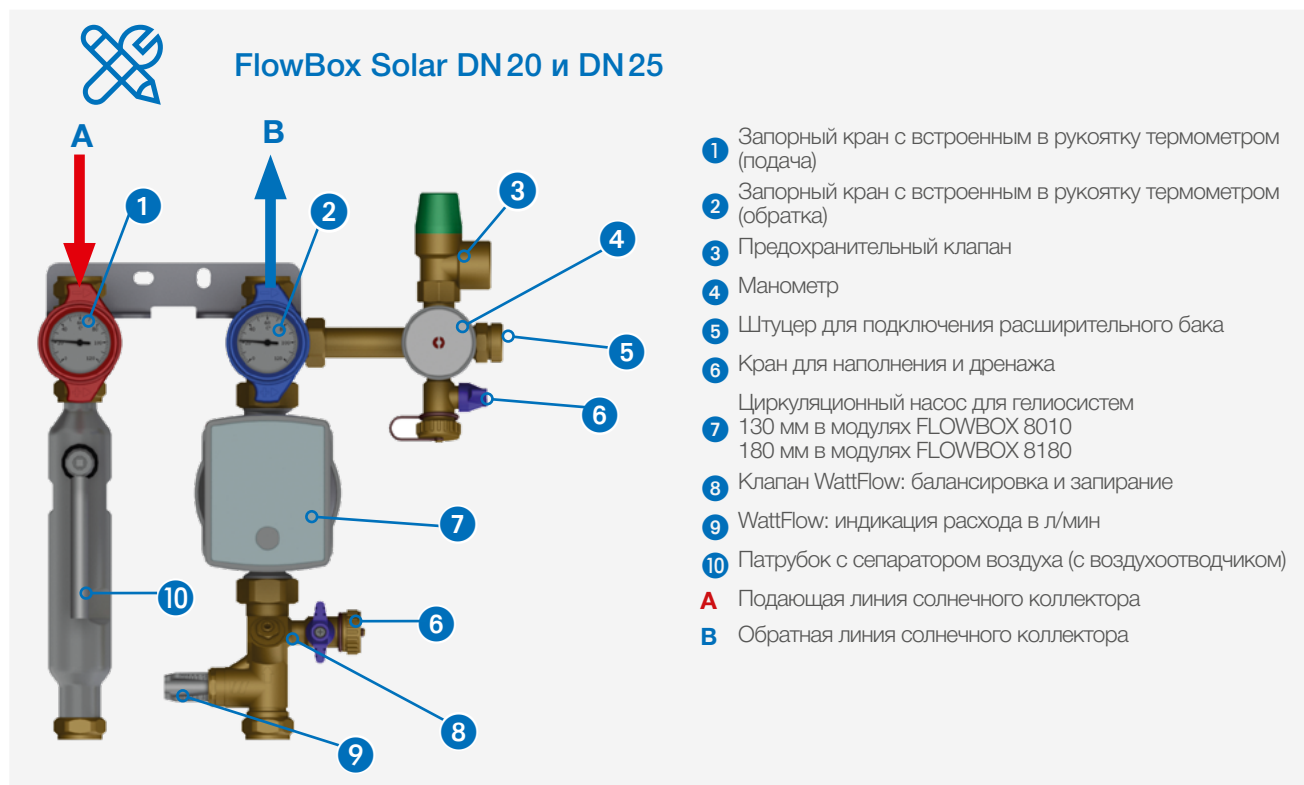 FlowBox Solar DN 20 и DN 25
A
B
1
2
3
4
5
6
7
10
6
8
9
1 Запорный кран с встроенным в рукоятку термометром
(подача)
2 Запорный кран с встроенным в рукоятку термометром
(обратка)
3 Предохранительный клапан
4 Манометр
5 Штуцер для подключения расширительного бака
6 Кран для наполнения и дренажа
Циркуляционный насос для гелиосистем
7 130 мм в модулях FLOWBOX 8010
180 мм в модулях FLOWBOX 8180
8 Клапан WattFlow: балансировка и запирание
9 WattFlow: индикация расхода в л/мин
10 Патрубок с сепаратором воздуха (с воздухоотводчиком)
A Подающая линия солнечного коллектора
B Обратная линия солнечного коллектора